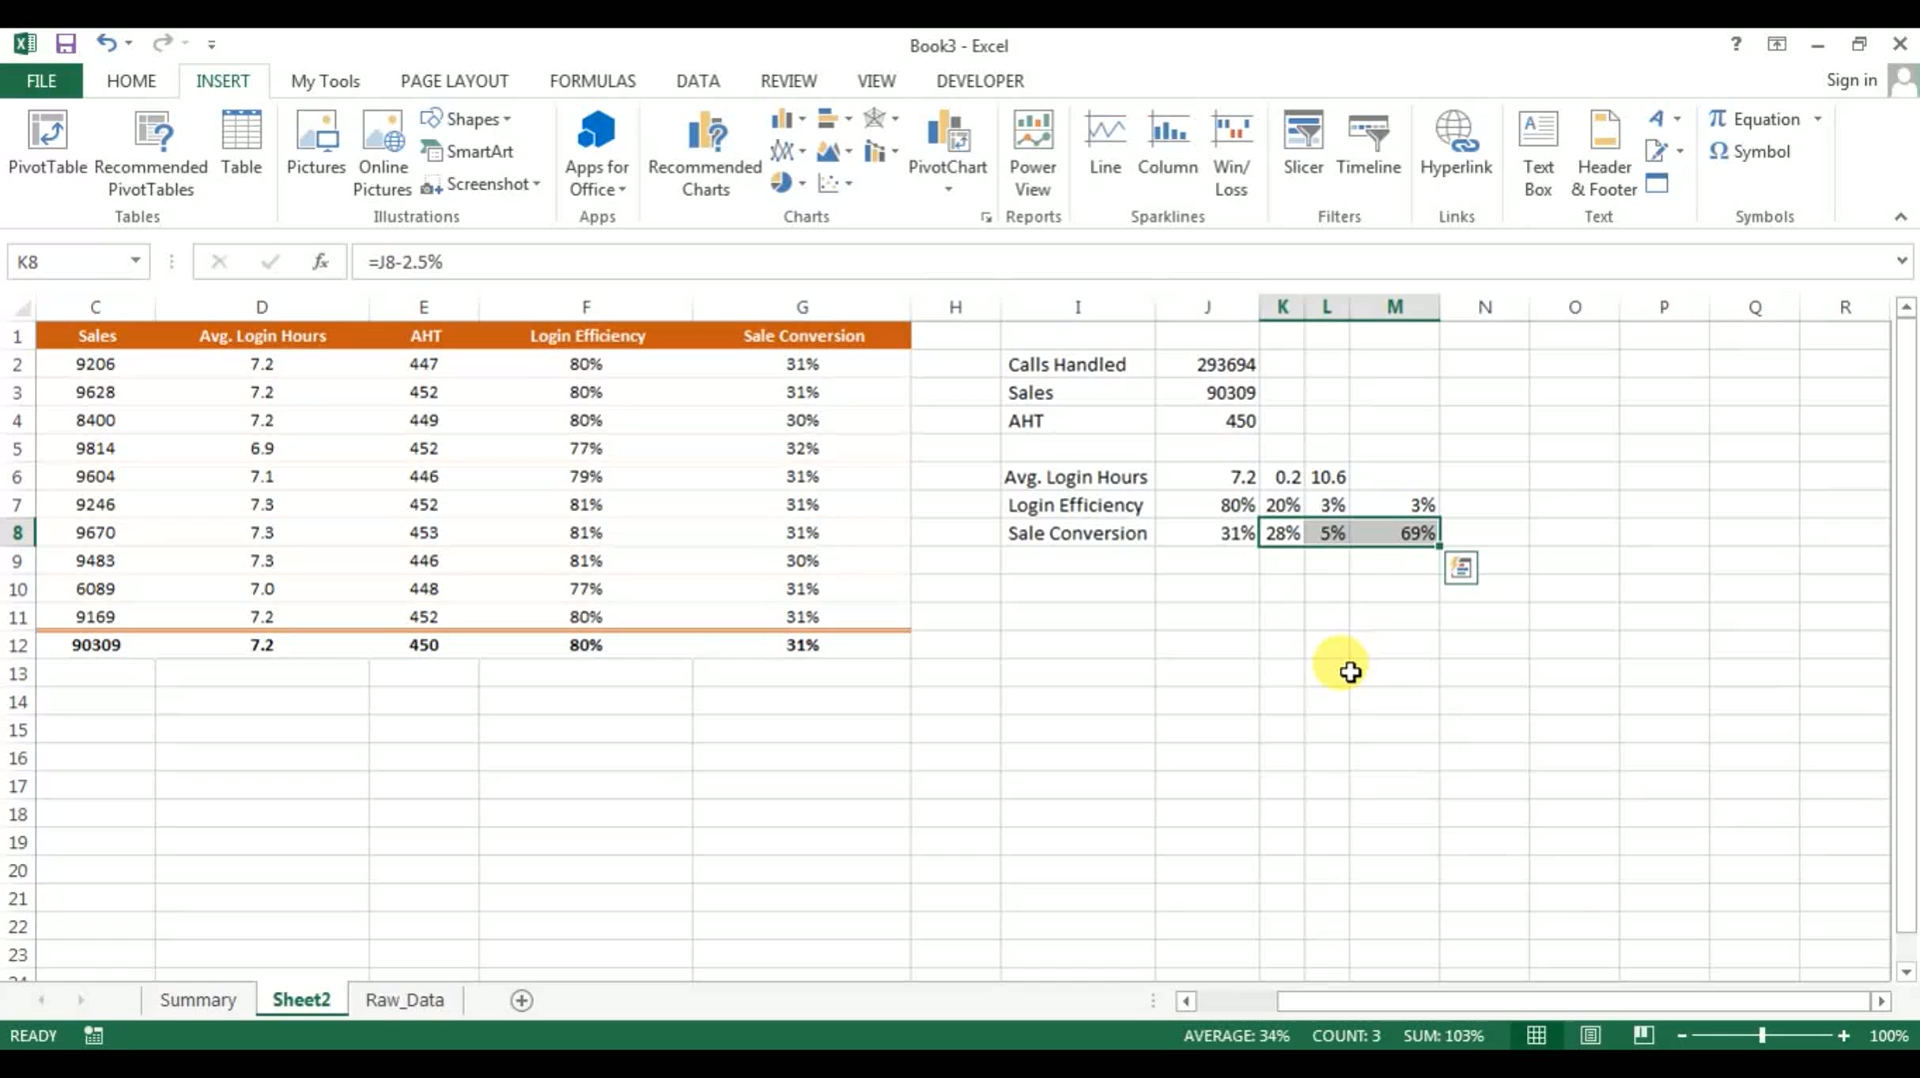 Book3 - Excel
?
FILE HOME INSERT My Tools PAGE LAYOUT FORMULAS DATA REVIEW VIEW DEVELOPER Sign in
PivotTable Recommended PivotTables Table Pictures Online Pictures Shapes SmartArt Screenshot Apps for Office Recommended Charts PivotChart Power View Line Column Win/Loss Slicer Timeline Hyperlink Text Box Header & Footer Equation Symbol
Tables Illustrations Apps Charts Reports Sparklines Filters Links Text Symbols
K8 fx =J8-2.5%
C D E F G H I J K L M N O P Q R
1 Sales Avg. Login Hours AHT Login Efficiency Sale Conversion
2 9206 7.2 447 80% 31% Calls Handled 293694
3 9628 7.2 452 80% 31% Sales 90309
4 8400 7.2 449 80% 30% AHT 450
5 9814 6.9 452 77% 32%
6 9604 7.1 446 79% 31% Avg. Login Hours 7.2 0.2 10.6
7 9246 7.3 452 81% 31% Login Efficiency 80% 20% 3% 3%
8 9670 7.3 453 81% 31% Sale Conversion 31% 28% 5% 69%
9 9483 7.3 446 81% 30%
10 6089 7.0 448 77% 31%
11 9169 7.2 452 80% 31%
12 90309 7.2 450 80% 31%
13
14
15
16
17
18
19
20
21
22
23
Summary Sheet2 Raw_Data
READY AVERAGE: 34% COUNT: 3 SUM: 103% 100%